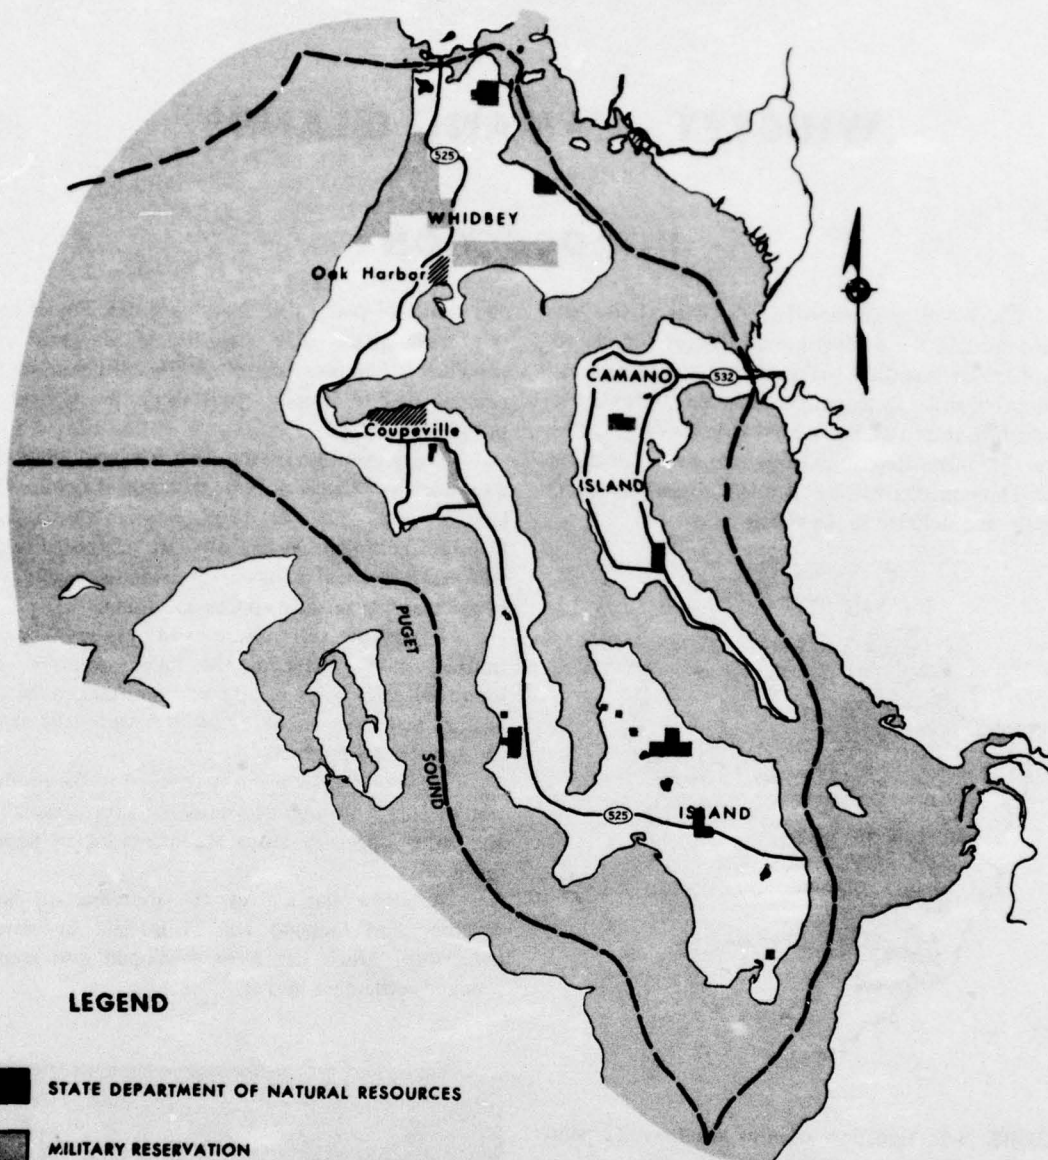 525
WHIDBEY
Oak Harbor
CAMANO
532
Coupeville
ISLAND
PUGET
SOUND
525
ISLAND
LEGEND
STATE DEPARTMENT OF NATURAL RESOURCES
MILITARY RESERVATION